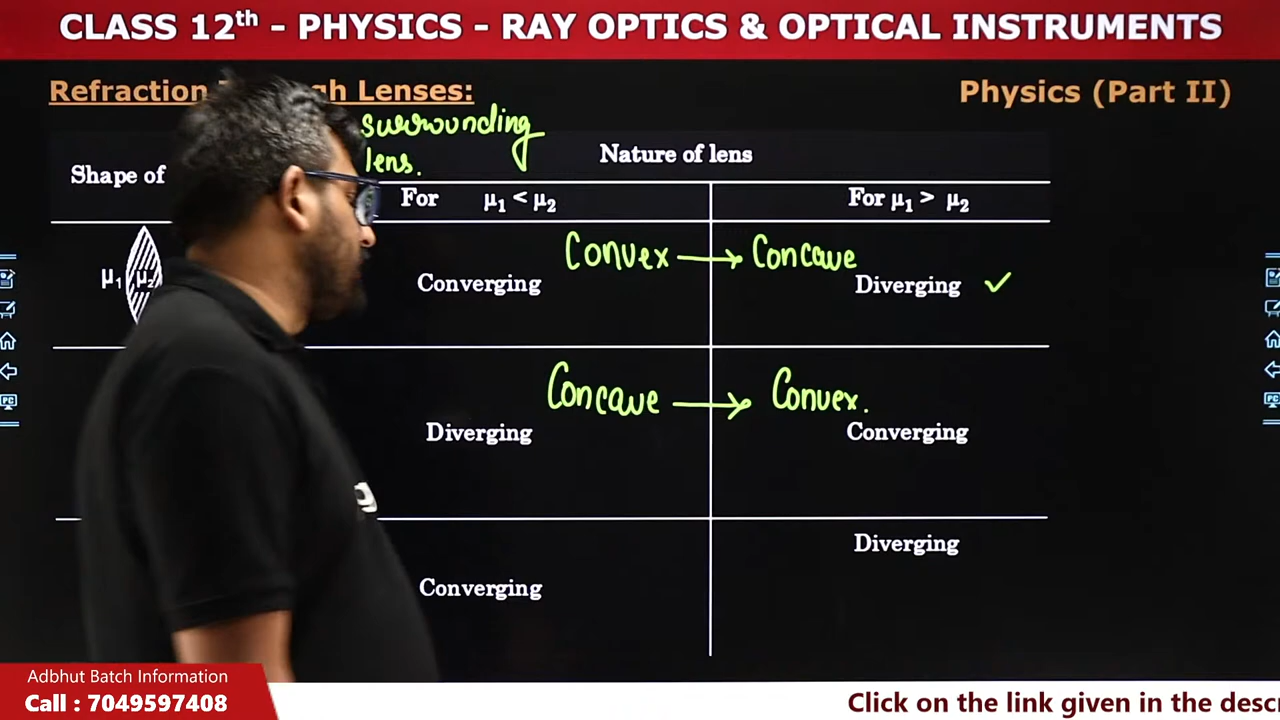 CLASS 12th - PHYSICS - RAY OPTICS & OPTICAL INSTRUMENTS
Refraction gh Lenses: Physics (Part II)
surrounding
lens.
Shape of Nature of lens
For μ1 < μ2 For μ1 > μ2
Convex → Concave
μ1 μ2 Converging Diverging ✓
Concave → Convex.
Diverging Converging
Diverging
Converging
Adbhut Batch Information
Call : 7049597408
Click on the link given in the descr